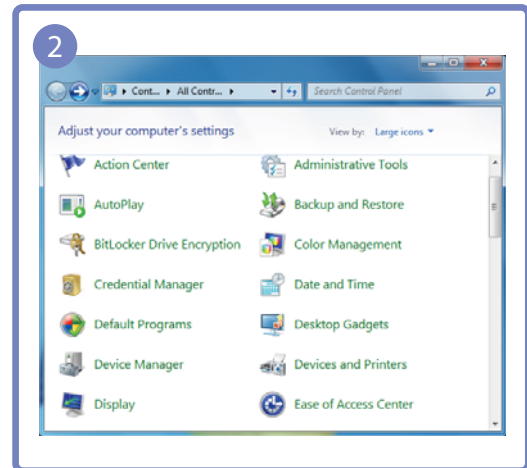 2
Cont... All Contr... Search Control Panel
Adjust your computer's settings View by: Large icons
Action Center Administrative Tools
AutoPlay Backup and Restore
BitLocker Drive Encryption Color Management
Credential Manager Date and Time
Default Programs Desktop Gadgets
Device Manager Devices and Printers
Display Ease of Access Center